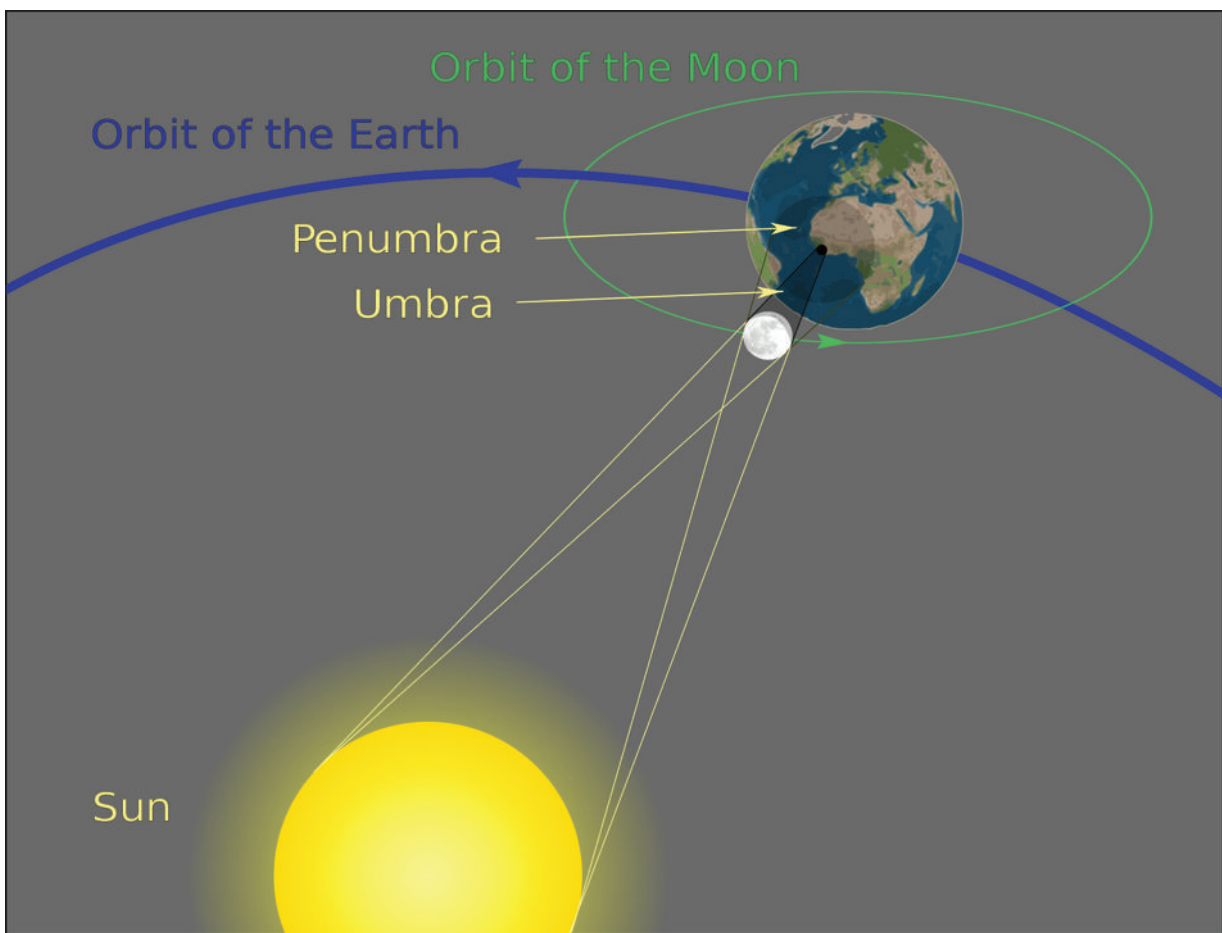 Orbit of the Moon
Orbit of the Earth
Penumbra
Umbra
Sun